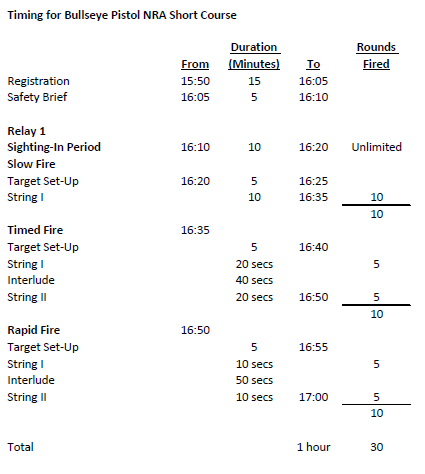 Timing for Bullseye Pistol NRA Short Course
Duration Rounds
From (Minutes) To Fired
Registration 15:50 15 16:05
Safety Brief 16:05 5 16:10
Relay 1
Sighting-In Period 16:10 10 16:20 Unlimited
Slow Fire
Target Set-Up 16:20 5 16:25
String I 10 16:35 10
10
Timed Fire 16:35
Target Set-Up 5 16:40
String I 20 secs 5
Interlude 40 secs
String II 20 secs 16:50 5
10
Rapid Fire 16:50
Target Set-Up 5 16:55
String I 10 secs 5
Interlude 50 secs
String II 10 secs 17:00 5
10
Total 1 hour 30